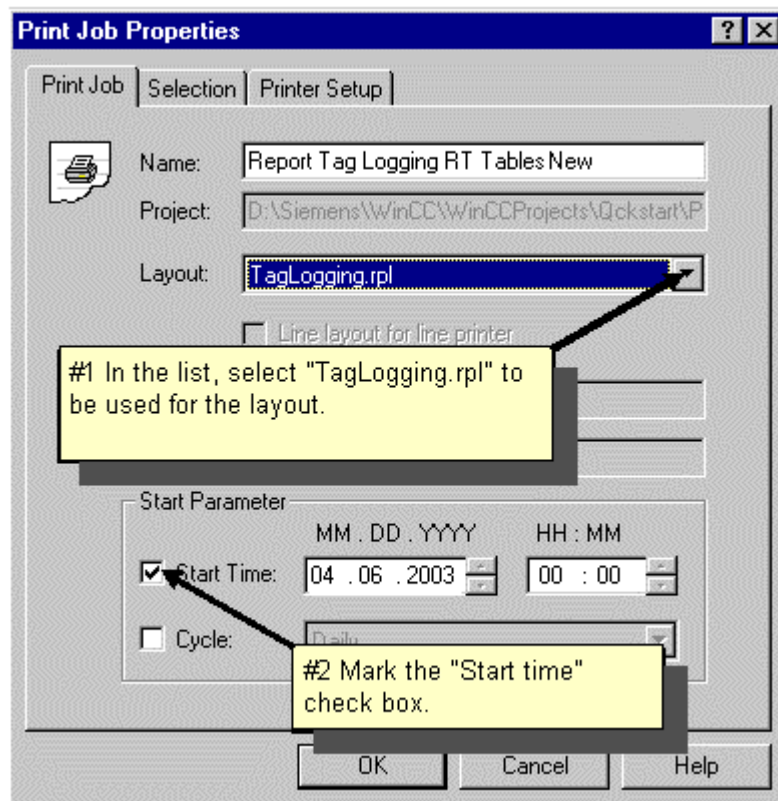 Print Job Properties
Print Job Selection Printer Setup
Name: Report Tag Logging RT Tables New
Project: D:\Siemens\WinCC\WinCCProjects\Qckstart\P
Layout: TagLogging.rpl
Line layout for line printer
#1 In the list, select "TagLogging.rpl" to
be used for the layout.
Start Parameter
MM . DD . YYYY HH : MM
Start Time: 04 . 06 . 2003 00 : 00
Cycle: Daily
#2 Mark the "Start time"
check box.
OK Cancel Help